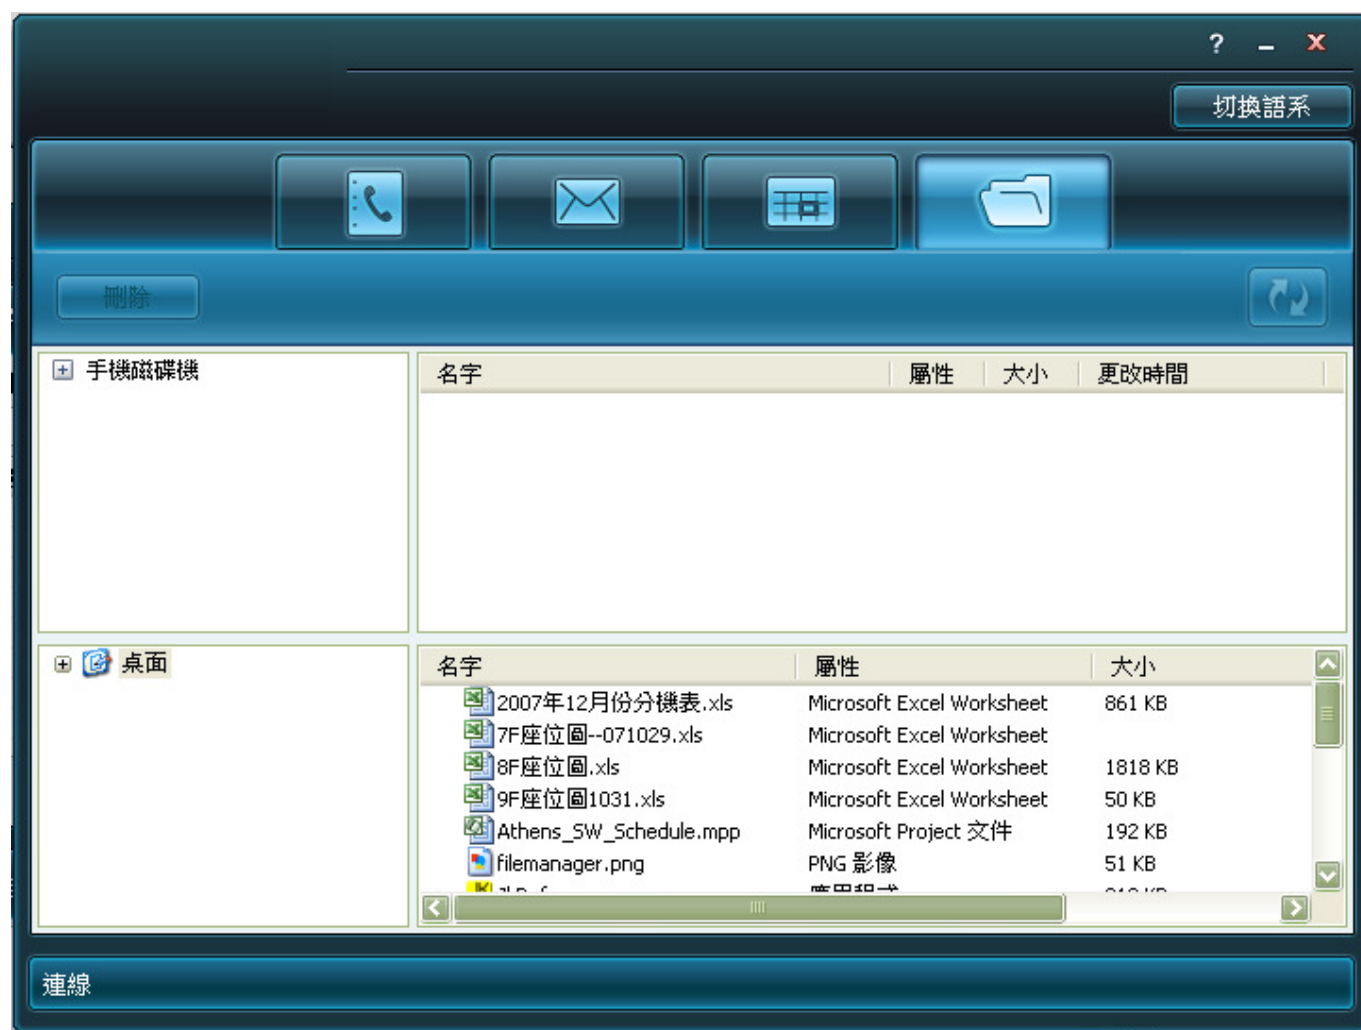 ?
切換語系
刪除
手機磁碟機
名字 屬性 大小 更改時間
桌面
名字 屬性 大小
2007年12月份分機表.xls Microsoft Excel Worksheet 861 KB
7F座位圖--071029.xls Microsoft Excel Worksheet
8F座位圖.xls Microsoft Excel Worksheet 1818 KB
9F座位圖1031.xls Microsoft Excel Worksheet 50 KB
Athens_SW_Schedule.mpp Microsoft Project 文件 192 KB
filemanager.png PNG 影像 51 KB
連線